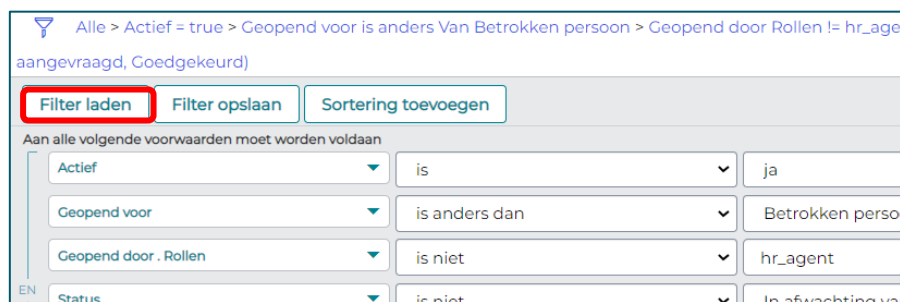 Alle > Actief = true > Geopend voor is anders Van Betrokken persoon > Geopend door Rollen != hr_age
aangevraagd, Goedgekeurd)
Filter laden Filter opslaan Sortering toevoegen
Aan alle volgende voorwaarden moet worden voldaan
Actief is ja
Geopend voor is anders dan Betrokken perso
Geopend door . Rollen is niet hr_agent
EN Status is niet In afwachting va